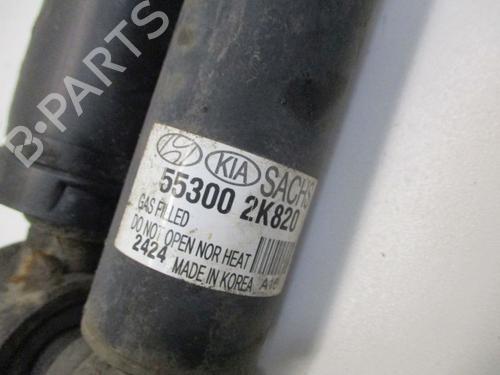 B-PARTS
KIA SACHS
55300 2K820
GAS FILLED
DO NOT OPEN NOR HEAT
2424 MADE IN KOREA